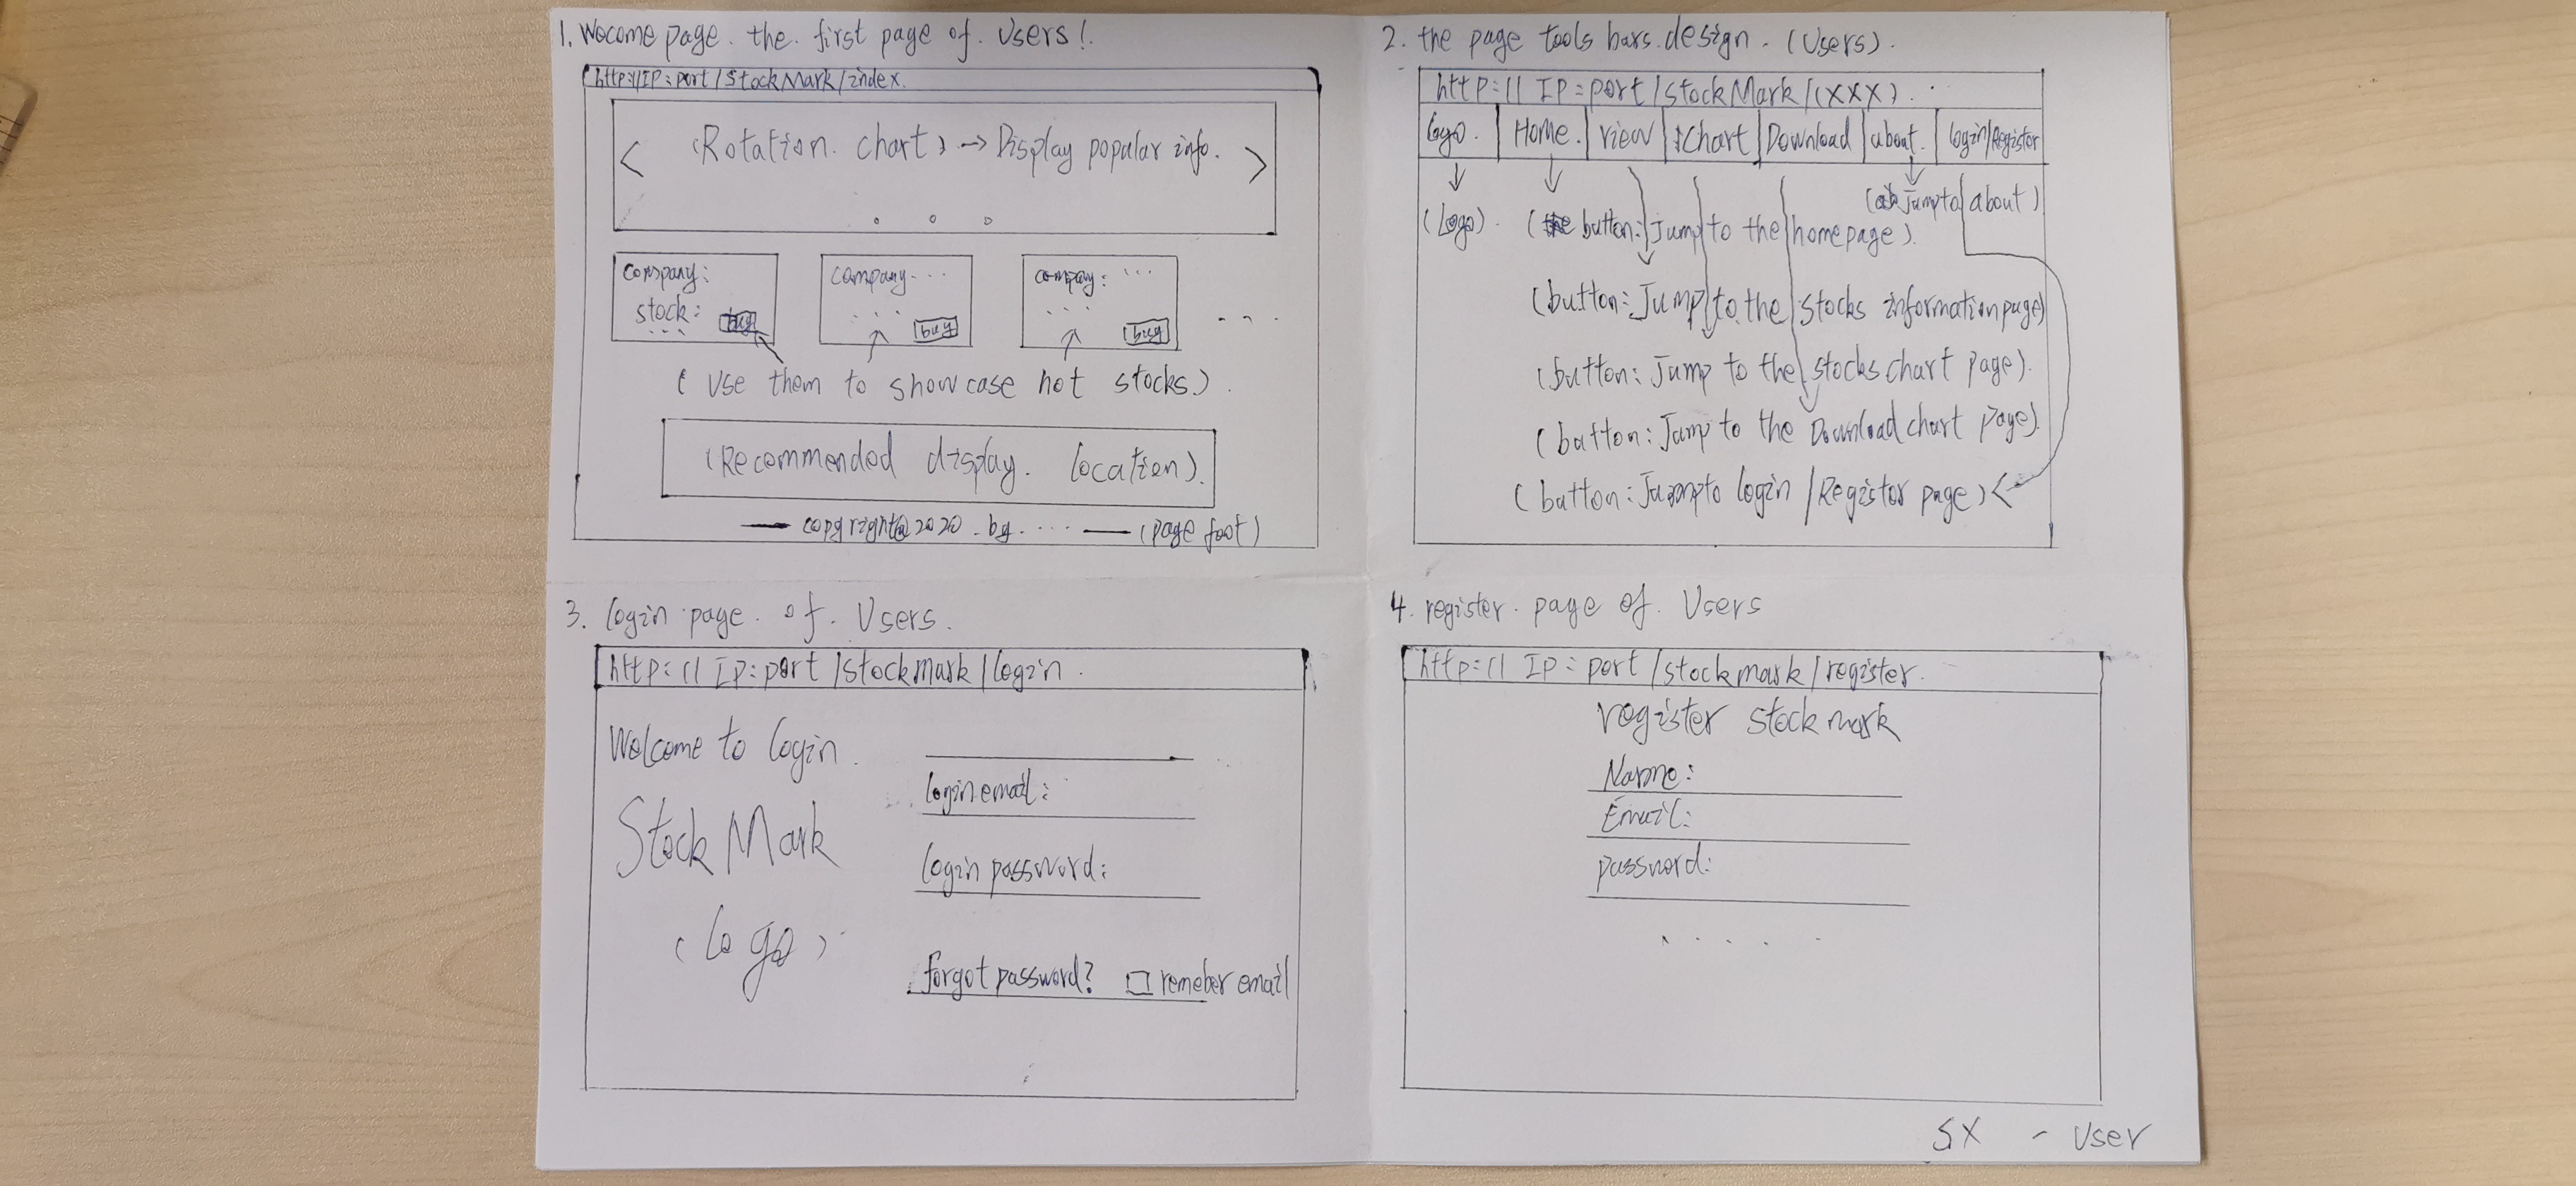 1. Wecome page. the first page of. Users!.
http://IP:port/StockMark/index.
< (Rotation. chart) → Display popular info. >
company:
stock:
...
buy
company....
...
buy
company: ...
...
buy
...
( use them to showcase hot stocks.).
(Recommended display. location).
— copyright@2020 - by. .... — (page foot)
2. the page tools bars.design. (Users).
http:// IP:port/stockMark/(xxx).
logo. Home. view chart Download about. login/Registor
(Logo). (the button: Jump to the homepage).
(Jump to about)
(button: Jump to the stocks information page)
(button: Jump to the stocks chart page).
(button: Jump to the Download chart page).
(button: Jump to login /Registor page)
3. login page. of. Users.
http:// IP:port /stockmark/login.
Welcome to login.
Stock Mark
(logo).
login email:
login password:
forgot password? □ remeber email
4. register. page of. Users
http:// IP: port /stockmark/register.
register stock mark
Name:
Email:
password:
.....
SX - User